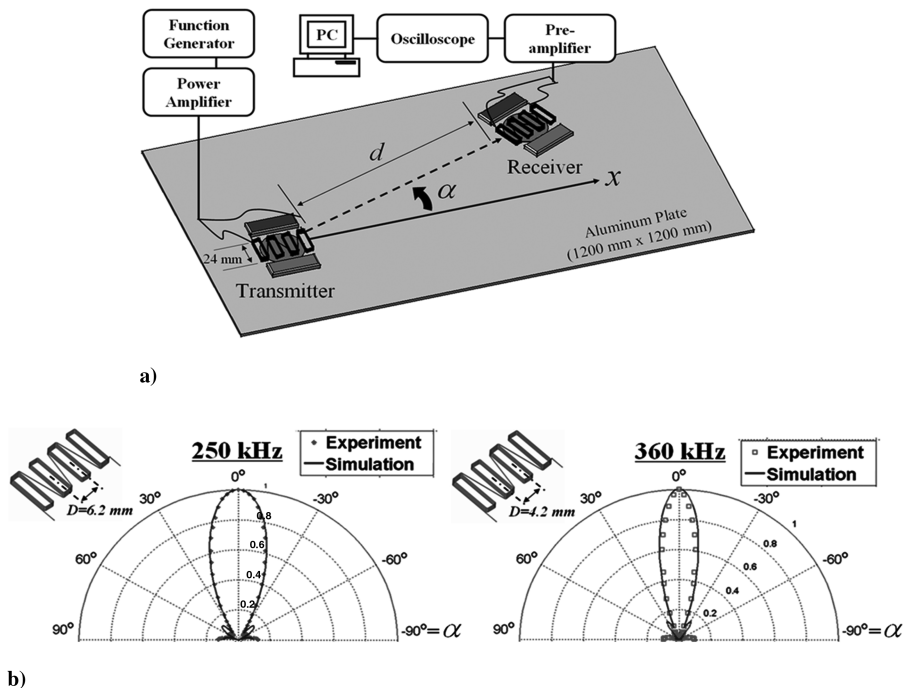 Function
Generator
PC
Oscilloscope
Pre-
amplifier
Power
Amplifier
d
Receiver
α
x
Aluminum Plate
(1200 mm x 1200 mm)
24 mm
Transmitter
a)
250 kHz
Experiment
Simulation
D=6.2 mm
0°
30°
-30°
60°
-60°
90°
-90°=α
1
0.8
0.6
0.4
0.2
360 kHz
Experiment
Simulation
D=4.2 mm
0°
30°
-30°
60°
-60°
90°
-90°=α
1
0.8
0.6
0.4
0.2
b)